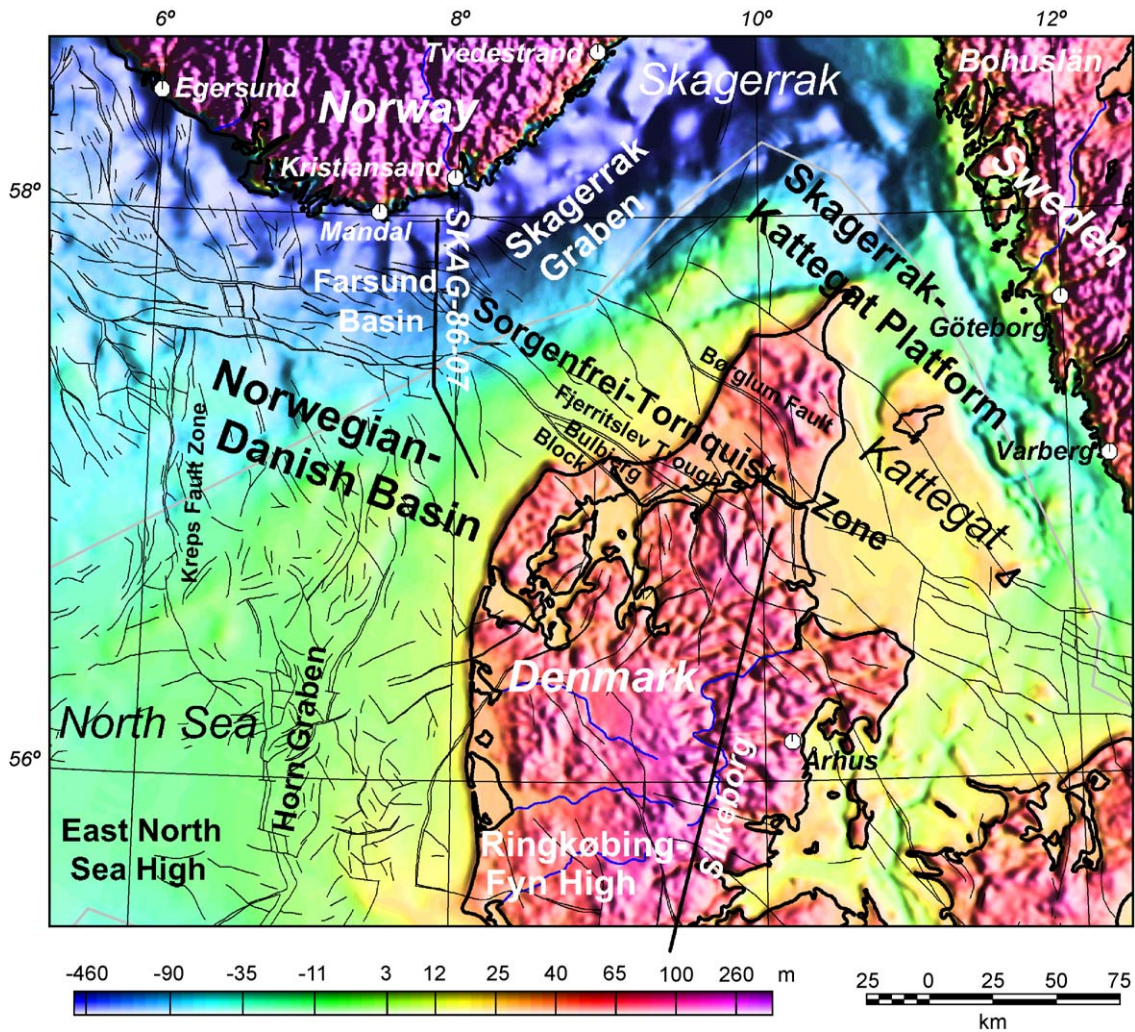 6º
8º
10º
12º
Tvedestrand
Skagerrak
Bohuslän
Egersund
Norway
Kristiansand
58º
Mandal
SKAG-86-07
Skagerrak
Graben
Skagerrak-
Kattegat Platform
Sweden
Farsund
Basin
Göteborg
Sorgenfrei-Tornquist Zone
Børglum Fault
Fjerritslev Trough
Bulbjerg
Block
Varberg
Norwegian-
Danish Basin
Kattegat
Kreps Fault Zone
Horn Graben
Denmark
North Sea
56º
Århus
Silkeborg
East North
Sea High
Ringkøbing-
Fyn High
-460 -90 -35 -11 3 12 25 40 65 100 260 m
25 0 25 50 75
km